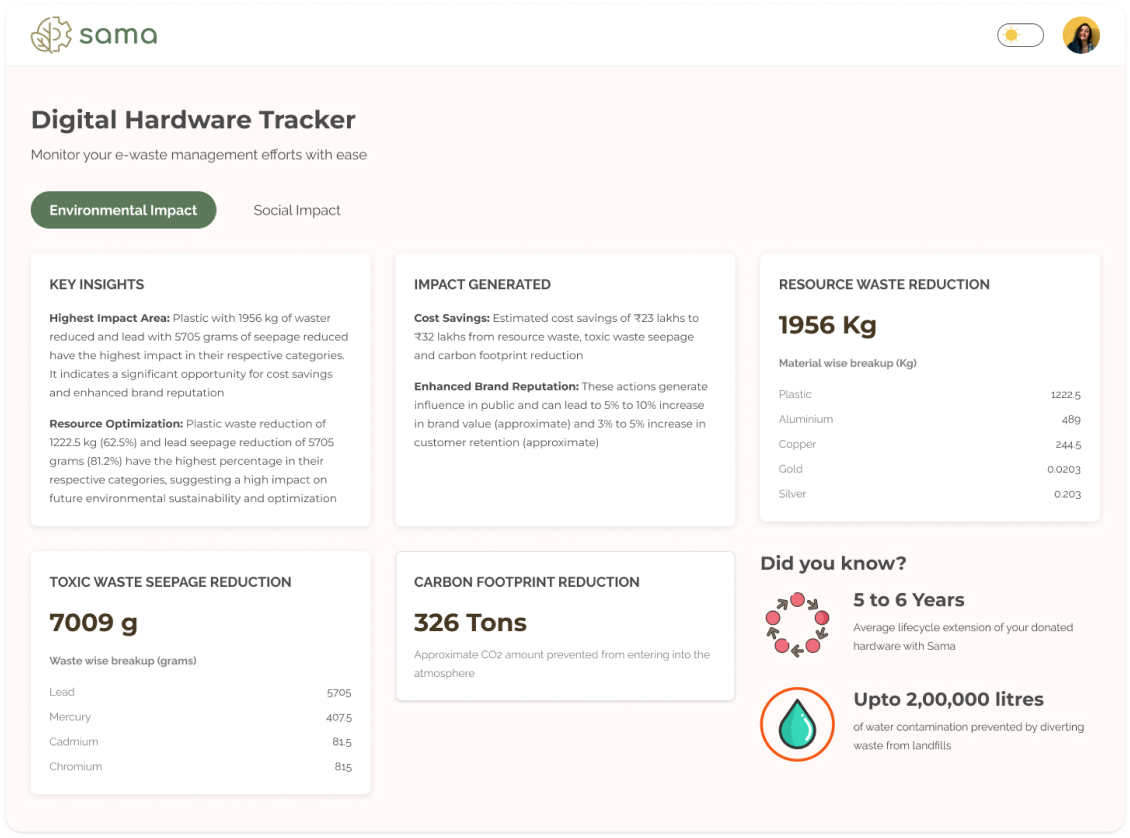 sama
Digital Hardware Tracker
Monitor your e-waste management efforts with ease
Environmental Impact
Social Impact
KEY INSIGHTS
Highest Impact Area: Plastic with 1956 kg of waster
reduced and lead with 5705 grams of seepage reduced
have the highest impact in their respective categories.
It indicates a significant opportunity for cost savings
and enhanced brand reputation
Resource Optimization: Plastic waste reduction of
1222.5 kg (62.5%) and lead seepage reduction of 5705
grams (81.2%) have the highest percentage in their
respective categories, suggesting a high impact on
future environmental sustainability and optimization
IMPACT GENERATED
Cost Savings: Estimated cost savings of ₹23 lakhs to
₹32 lakhs from resource waste, toxic waste seepage
and carbon footprint reduction
Enhanced Brand Reputation: These actions generate
influence in public and can lead to 5% to 10% increase
in brand value (approximate) and 3% to 5% increase in
customer retention (approximate)
RESOURCE WASTE REDUCTION
1956 Kg
Material wise breakup (Kg)
Plastic 1222.5
Aluminium 489
Copper 244.5
Gold 0.0203
Silver 0.203
TOXIC WASTE SEEPAGE REDUCTION
7009 g
Waste wise breakup (grams)
Lead 5705
Mercury 407.5
Cadmium 81.5
Chromium 815
CARBON FOOTPRINT REDUCTION
326 Tons
Approximate CO2 amount prevented from entering into the
atmosphere
Did you know?
5 to 6 Years
Average lifecycle extension of your donated
hardware with Sama
Upto 2,00,000 litres
of water contamination prevented by diverting
waste from landfills